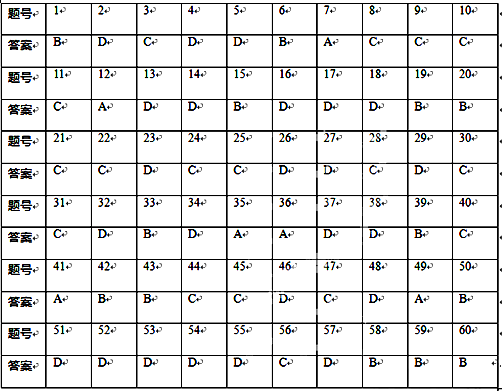 题号 1 2 3 4 5 6 7 8 9 10
答案 B D C D D B A C C C
题号 11 12 13 14 15 16 17 18 19 20
答案 C A D D B D D D B B
题号 21 22 23 24 25 26 27 28 29 30
答案 C C D C C D D C D C
题号 31 32 33 34 35 36 37 38 39 40
答案 C D B D A A D D B C
题号 41 42 43 44 45 46 47 48 49 50
答案 A B B C C D C D A B
题号 51 52 53 54 55 56 57 58 59 60
答案 D D D D D C D B B B